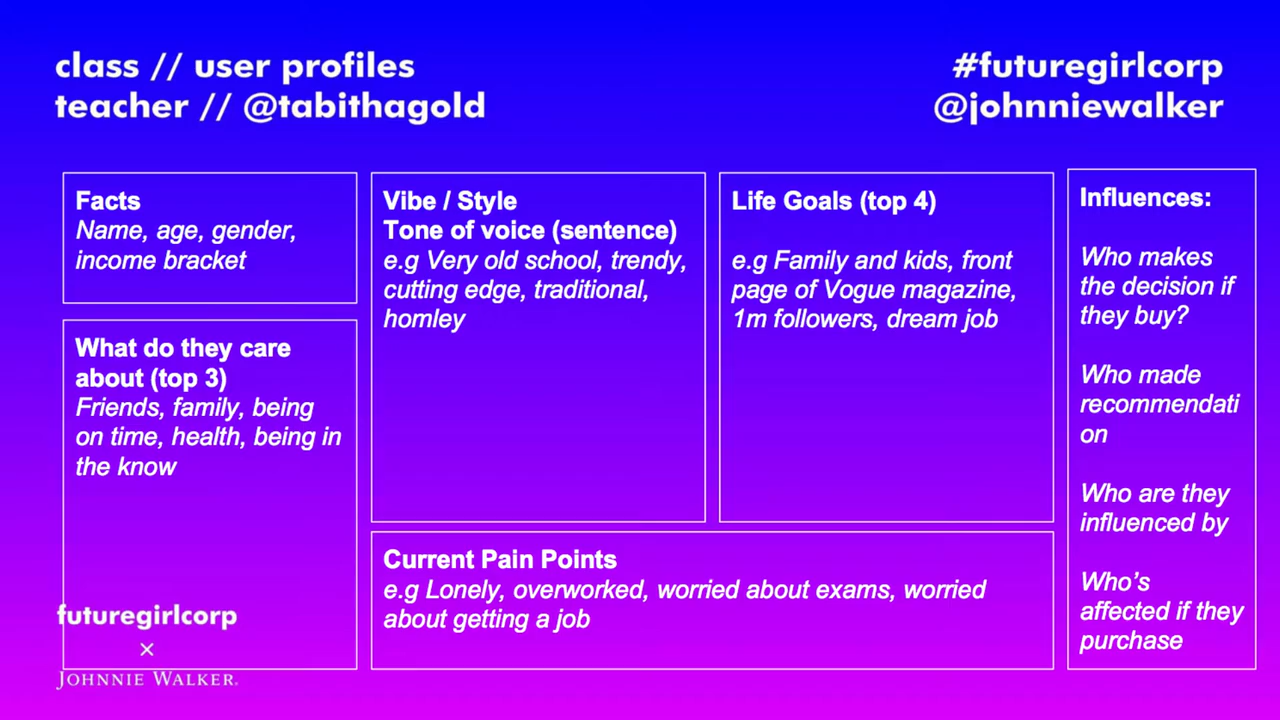 class // user profiles
teacher // @tabithagold
#futuregirlcorp
@johnniewalker
Facts
Name, age, gender,
income bracket
What do they care
about (top 3)
Friends, family, being
on time, health, being in
the know
Vibe / Style
Tone of voice (sentence)
e.g Very old school, trendy,
cutting edge, traditional,
homley
Life Goals (top 4)
e.g Family and kids, front
page of Vogue magazine,
1m followers, dream job
Current Pain Points
e.g Lonely, overworked, worried about exams, worried
about getting a job
Influences:
Who makes
the decision if
they buy?
Who made
recommendati
on
Who are they
influenced by
Who's
affected if they
purchase
futuregirlcorp
×
JOHNNIE WALKER.